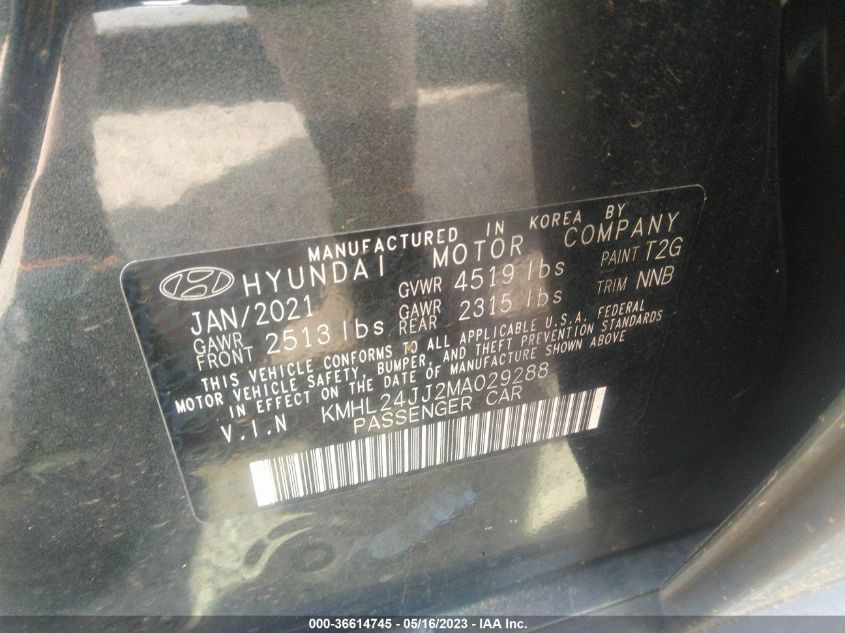 MANUFACTURED IN KOREA BY
HYUNDAI MOTOR COMPANY
JAN/2021 GVWR 4519 lbs PAINT T2G
GAWR FRONT 2513 lbs GAWR REAR 2315 lbs TRIM NNB
THIS VEHICLE CONFORMS TO ALL APPLICABLE U.S.A. FEDERAL
MOTOR VEHICLE SAFETY, BUMPER, AND THEFT PREVENTION STANDARDS
IN EFFECT ON THE DATE OF MANUFACTURE SHOWN ABOVE
V.I.N KMHL24JJ2MA029288
PASSENGER CAR
000-36614745 - 05/16/2023 - IAA Inc.